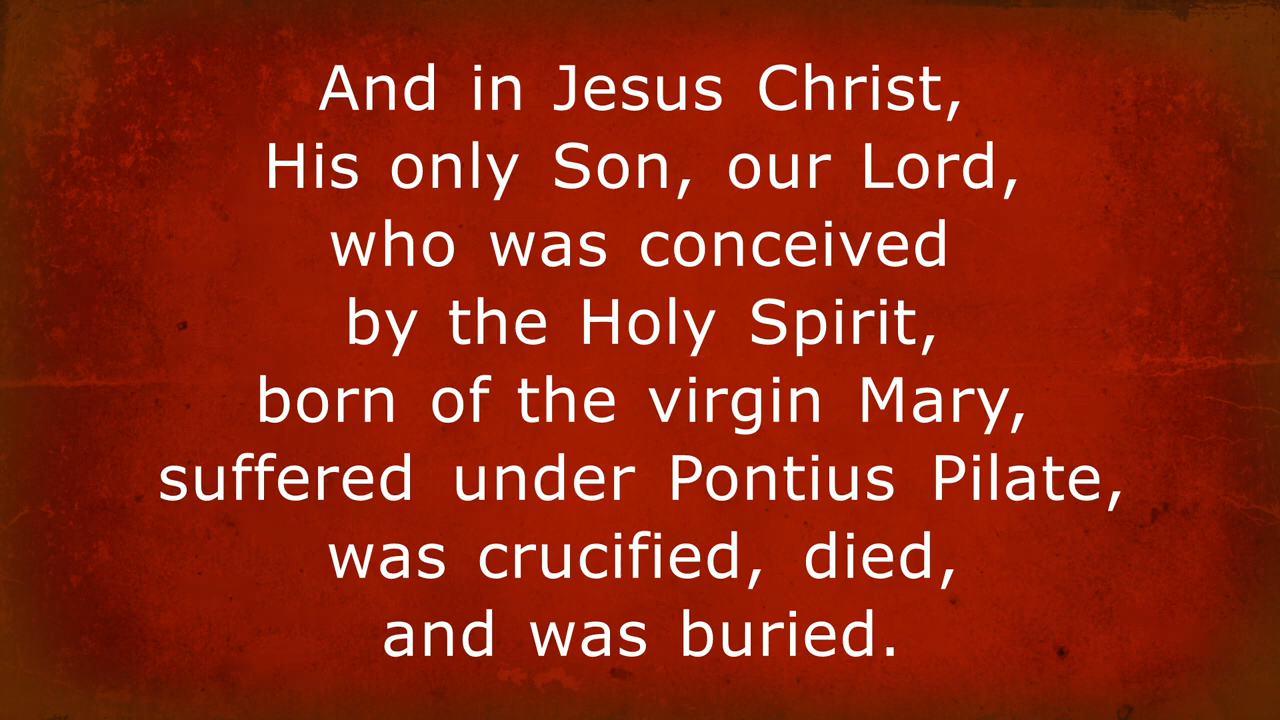 And in Jesus Christ,
His only Son, our Lord,
who was conceived
by the Holy Spirit,
born of the virgin Mary,
suffered under Pontius Pilate,
was crucified, died,
and was buried.